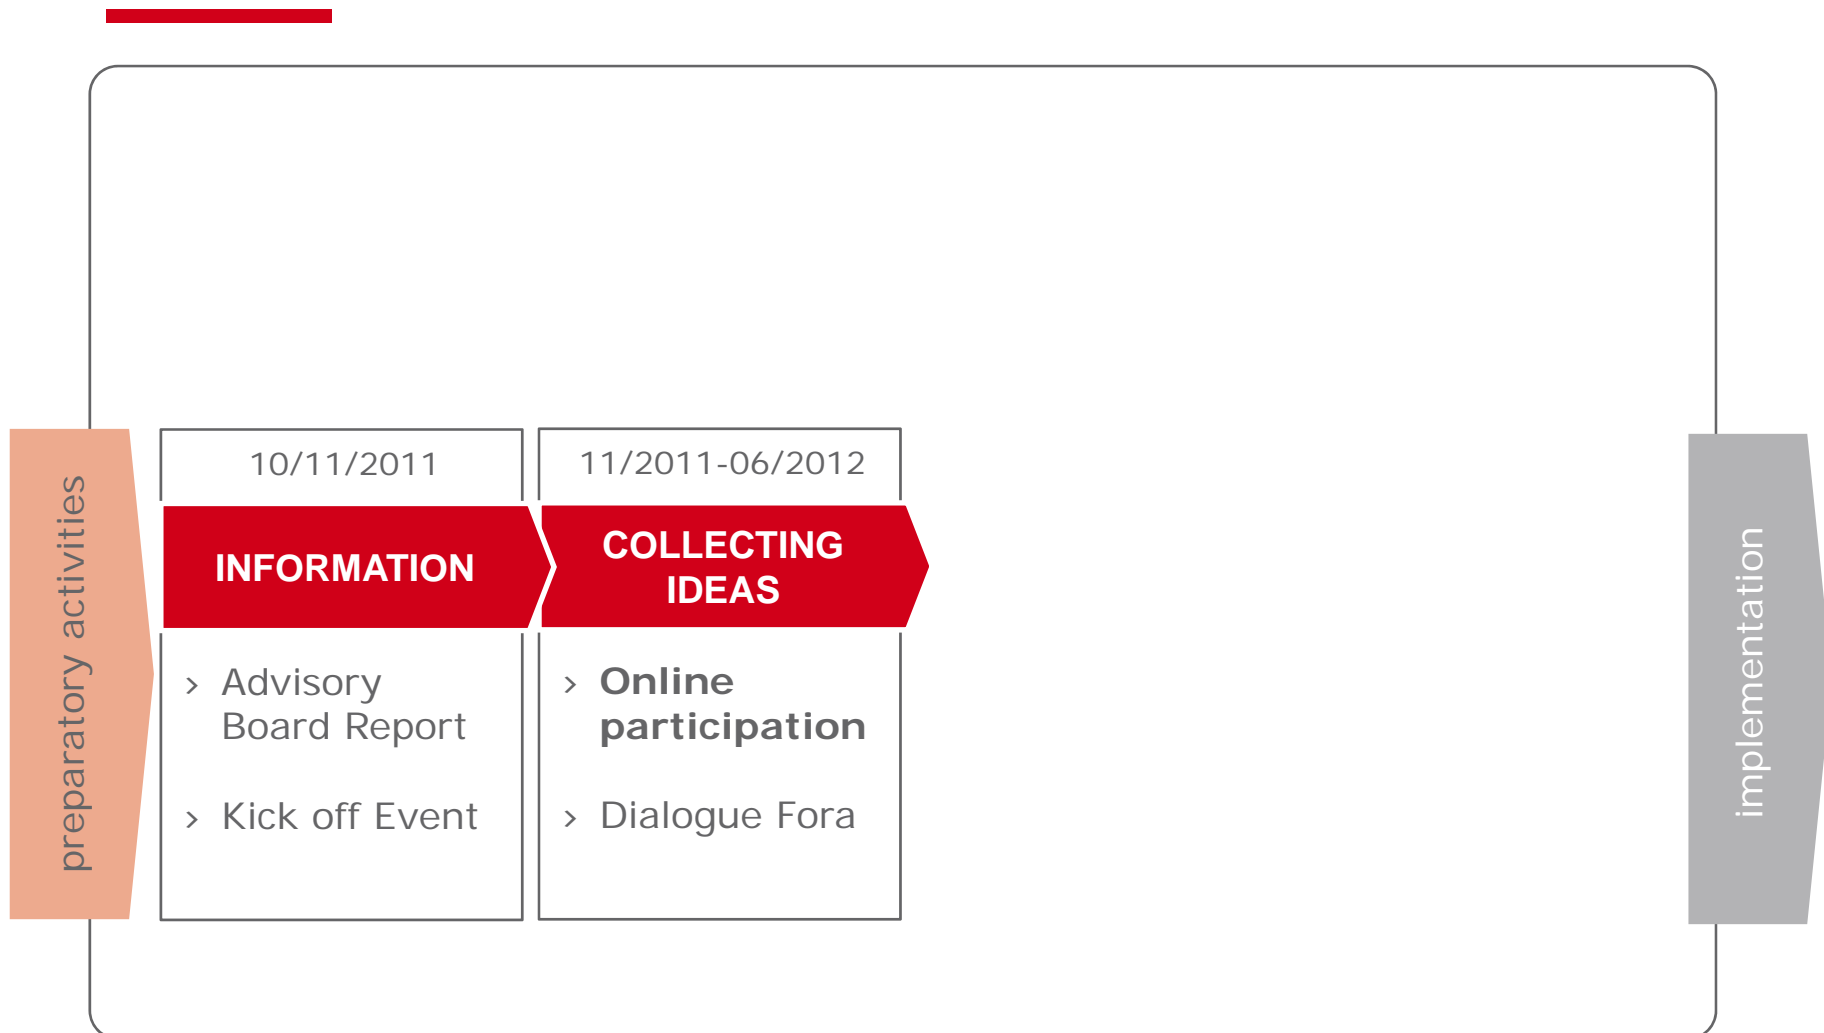 preparatory activities
10/11/2011
INFORMATION
› Advisory
Board Report
› Kick off Event
11/2011-06/2012
COLLECTING
IDEAS
› Online
participation
› Dialogue Fora
implementation